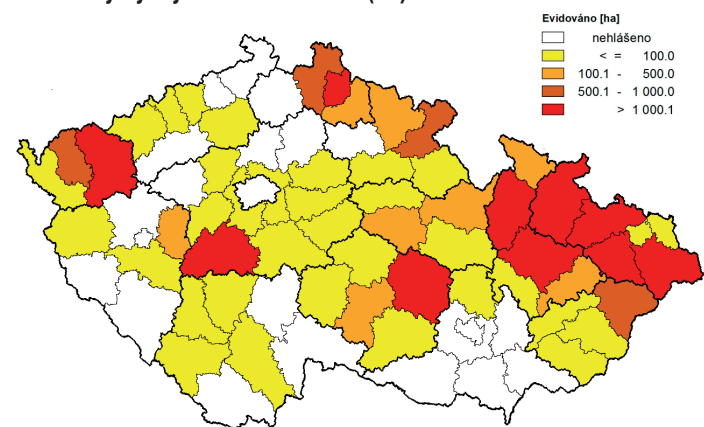 Evidováno [ha]
nehlášeno
< = 100.0
100.1 - 500.0
500.1 - 1 000.0
> 1 000.1